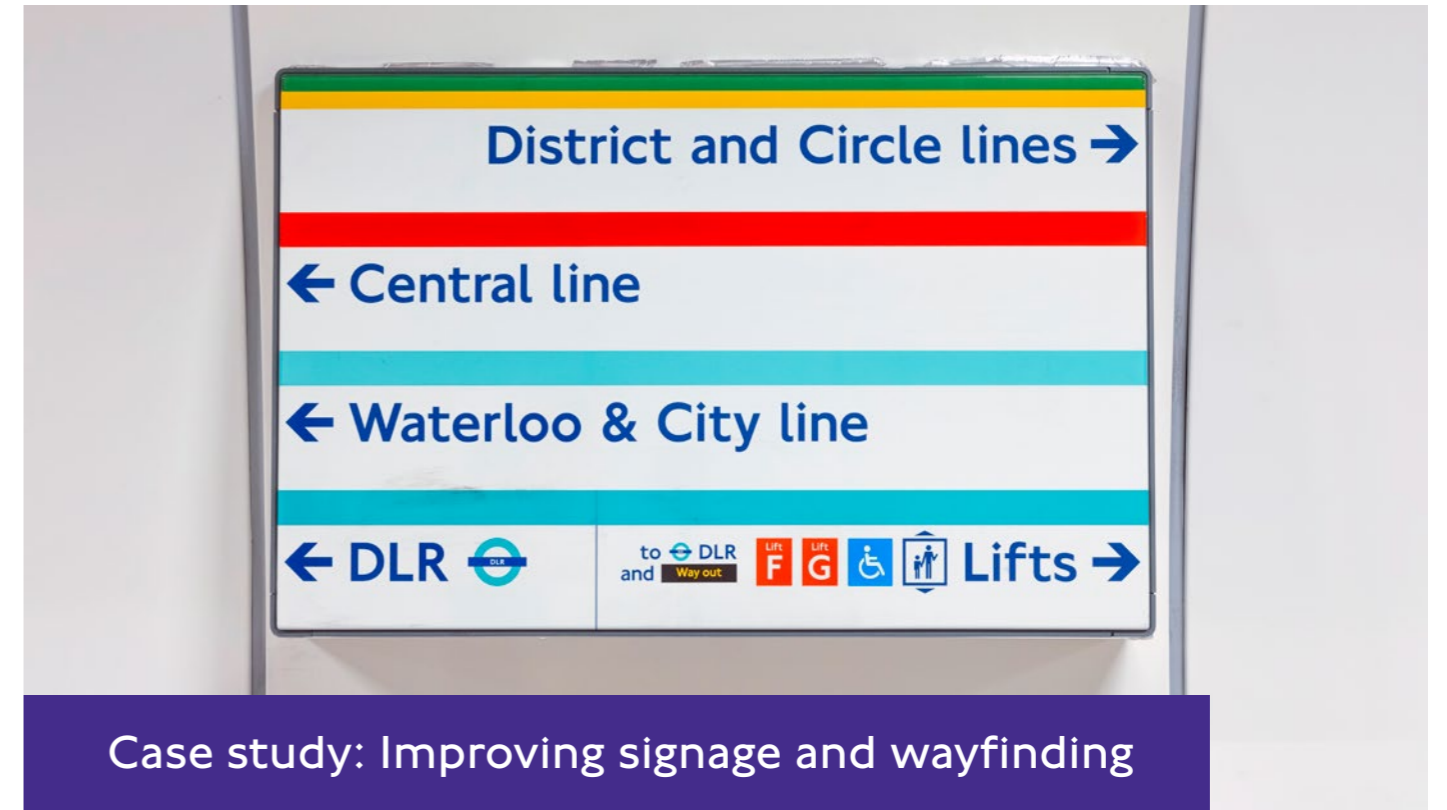 District and Circle lines →
← Central line
← Waterloo & City line
← DLR DLR
to DLR
and Way out
Lift F
Lift G
Lifts →
Case study: Improving signage and wayfinding